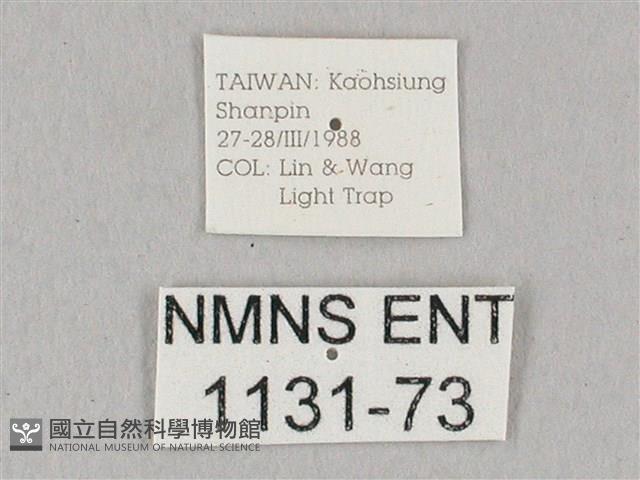 TAIWAN: Kaohsiung
Shanpin
27-28/III/1988
COL: Lin & Wang
Light Trap
NMNS ENT
1131-73
國立自然科學博物館
NATIONAL MUSEUM OF NATURAL SCIENCE